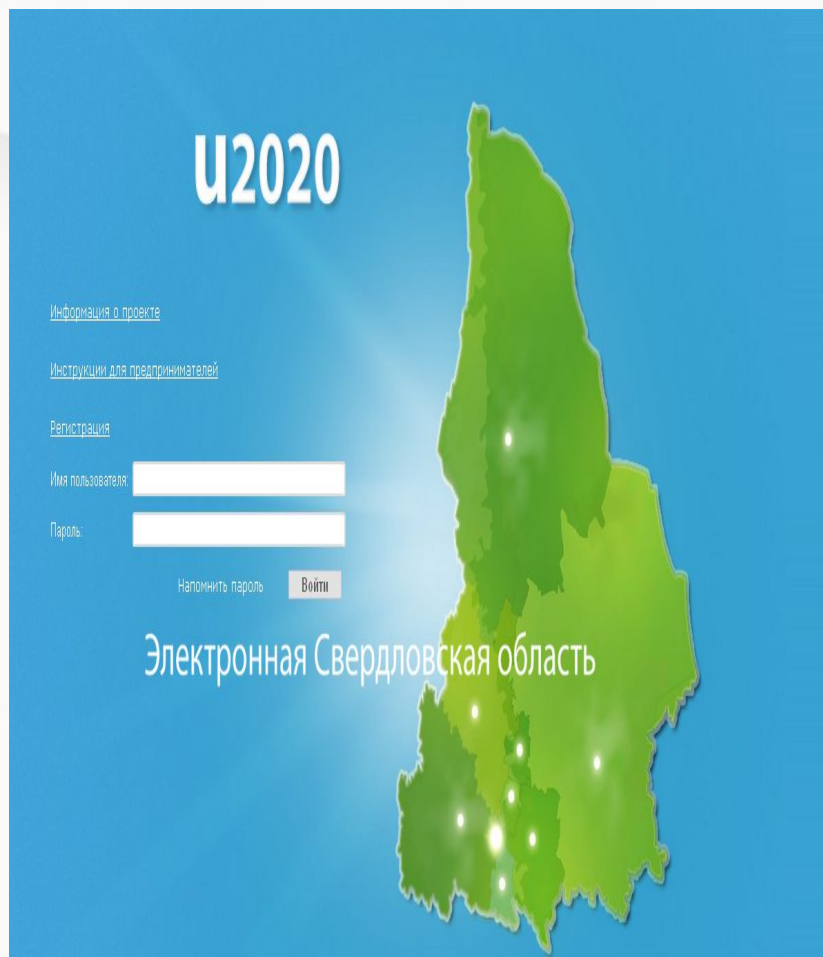 u2020
Информация о проекте
Инструкции для предпринимателей
Регистрация
Имя пользователя:
Пароль:
Напомнить пароль Войти
Электронная Свердловская область